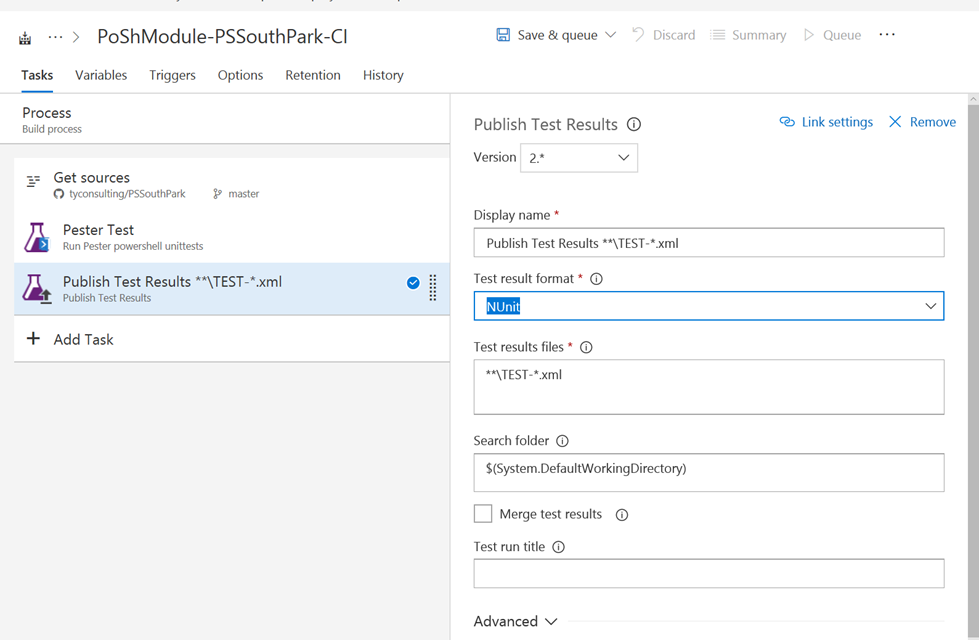 PoShModule-PSSouthPark-CI
Save & queue
Discard
Summary
Queue
Tasks
Variables
Triggers
Options
Retention
History
Process
Build process
Get sources
tyconsulting/PSSouthPark
master
Pester Test
Run Pester powershell unittests
Publish Test Results **\TEST-*.xml
Publish Test Results
Add Task
Publish Test Results
Link settings
Remove
Version
2.*
Display name *
Publish Test Results **\TEST-*.xml
Test result format *
NUnit
Test results files *
**\TEST-*.xml
Search folder
$(System.DefaultWorkingDirectory)
Merge test results
Test run title
Advanced